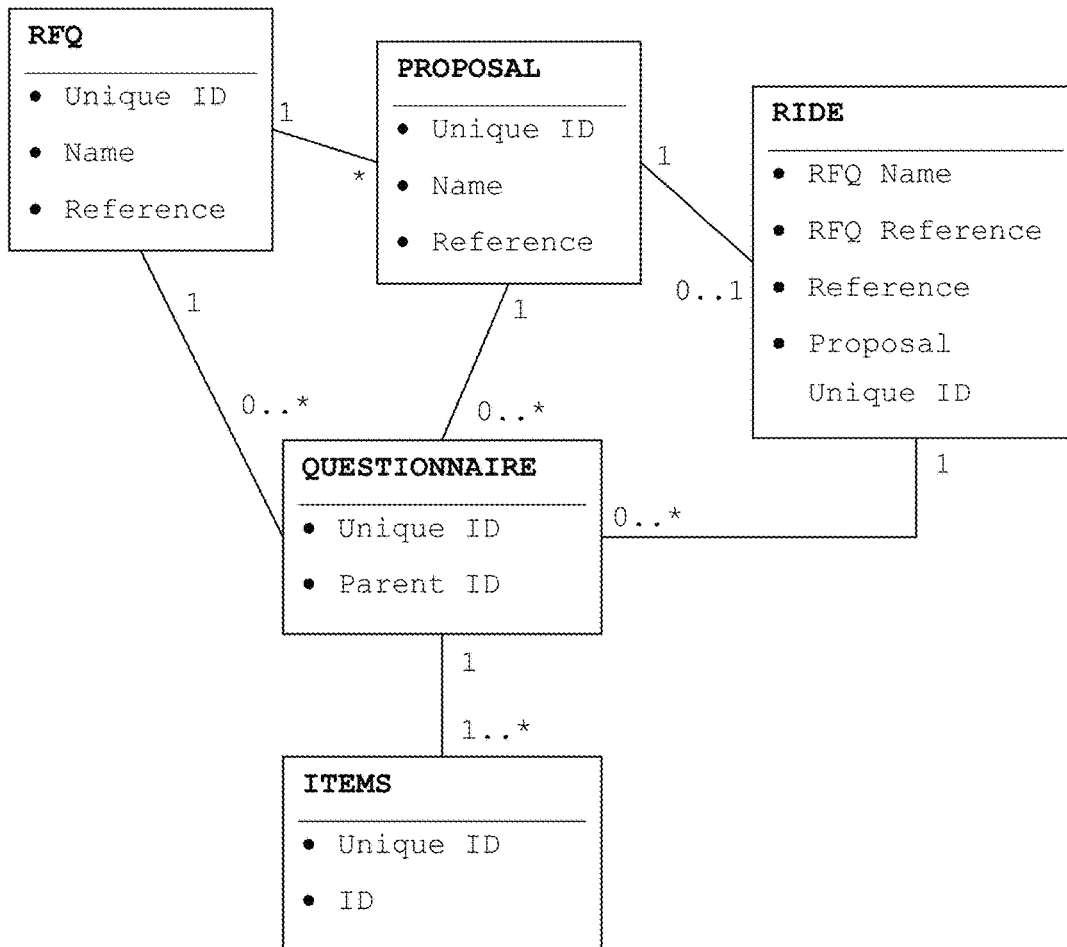 RFQ
• Unique ID
• Name
• Reference
1
*
PROPOSAL
• Unique ID
• Name
• Reference
1
0..1
RIDE
• RFQ Name
• RFQ Reference
• Reference
• Proposal
Unique ID
1
0..*
1
0..*
1
0..*
QUESTIONNAIRE
• Unique ID
• Parent ID
1
1..*
ITEMS
• Unique ID
• ID